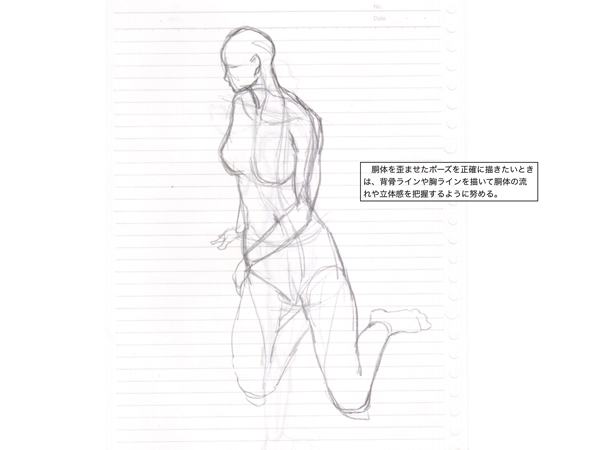 No.
Date
胴体を歪ませたポーズを正確に描きたいとき
は、背骨ラインや胸ラインを描いて胴体の流
れや立体感を把握するように努める。